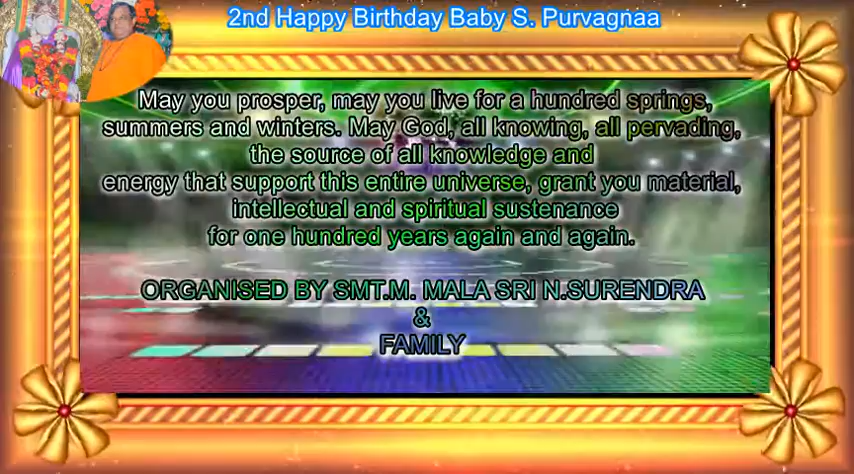 2nd Happy Birthday Baby S. Purvagnaa
May you prosper, may you live for a hundred springs,
summers and winters. May God, all knowing, all pervading,
the source of all knowledge and
energy that support this entire universe, grant you material,
intellectual and spiritual sustenance
for one hundred years again and again.
ORGANISED BY SMT.M. MALA SRI N.SURENDRA
&
FAMILY